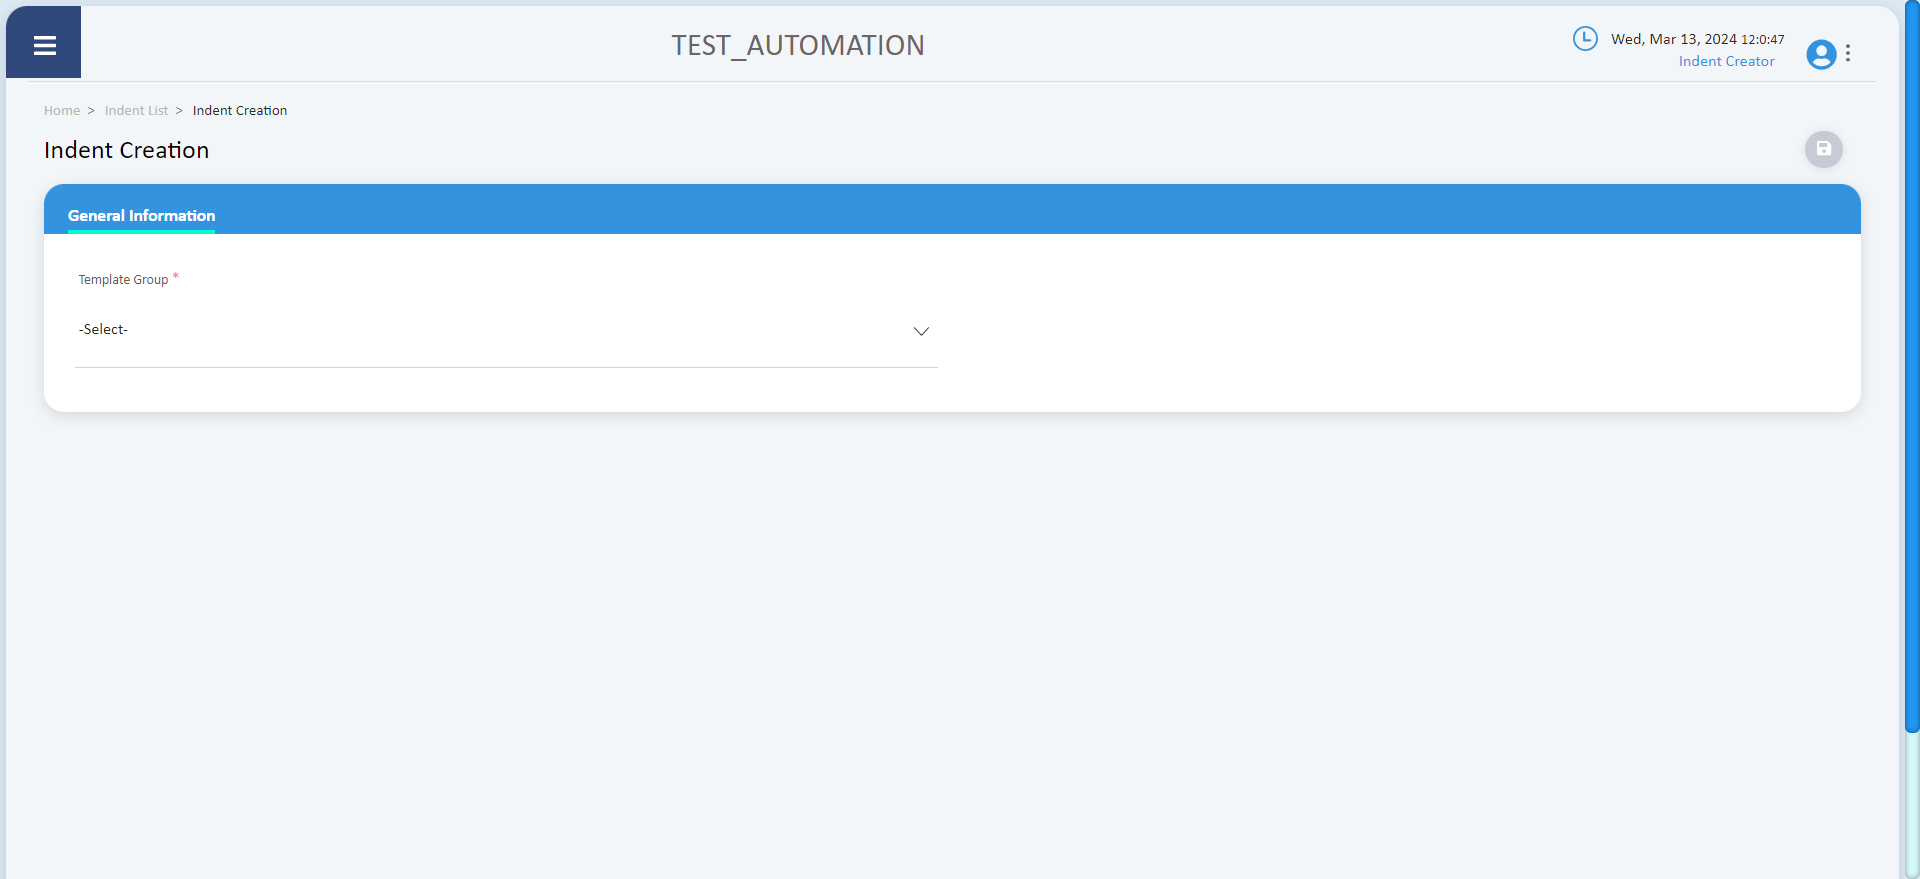 TEST_AUTOMATION
Wed, Mar 13, 2024 12:0:47
Indent Creator
Home > Indent List > Indent Creation
Indent Creation
General Information
Template Group *
-Select-